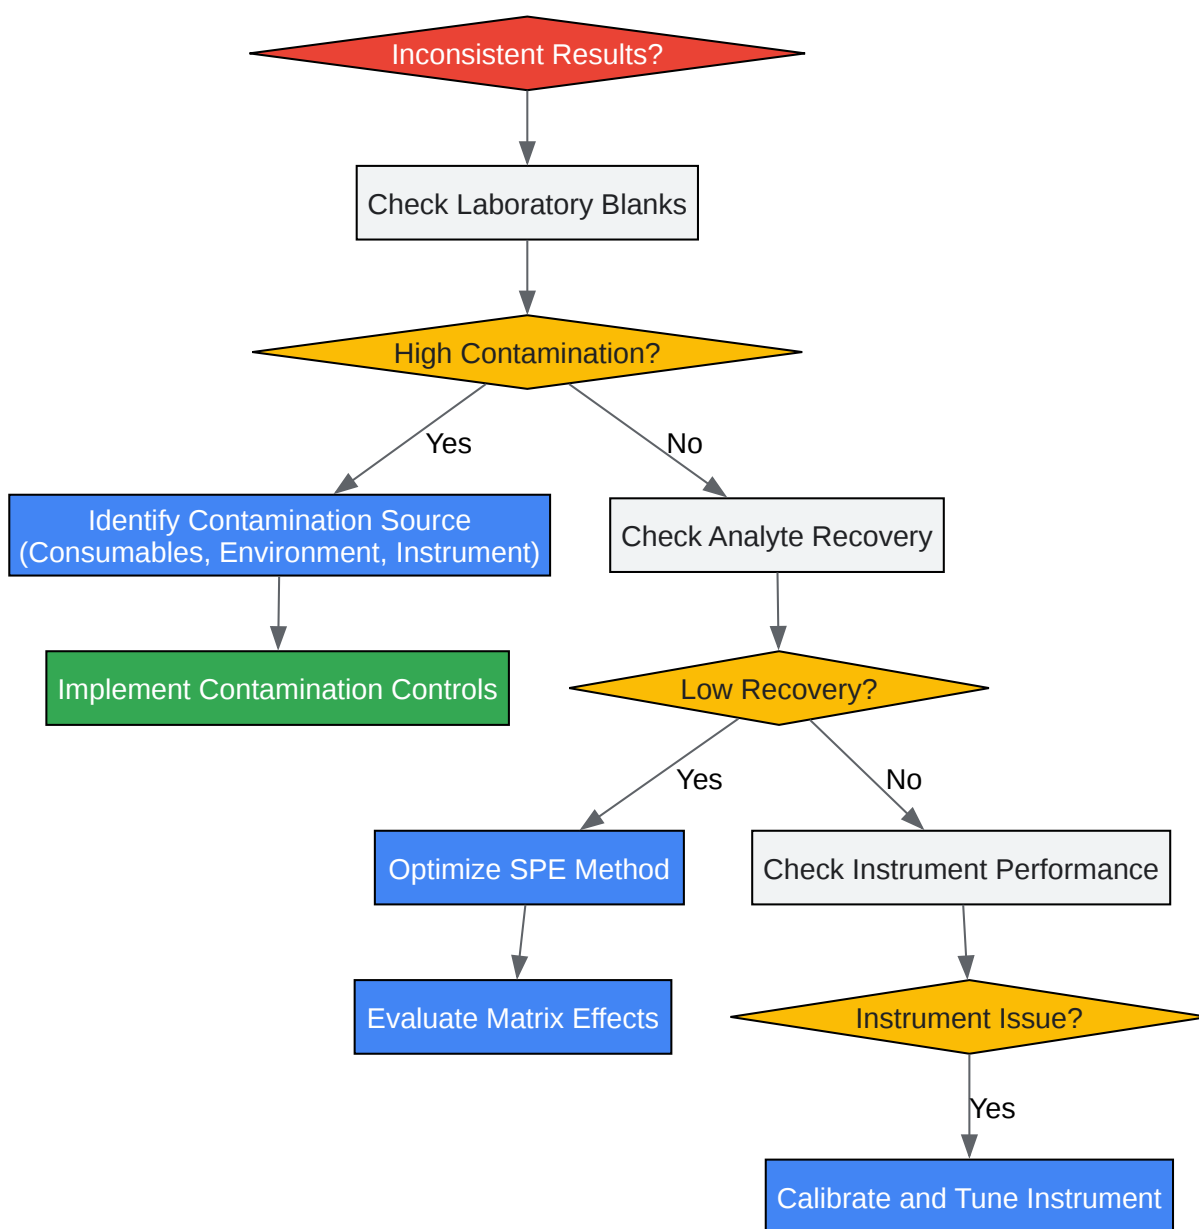 Inconsistent Results?
Check Laboratory Blanks
High Contamination?
Yes
No
Identify Contamination Source
(Consumables, Environment, Instrument)
Check Analyte Recovery
Implement Contamination Controls
Low Recovery?
Yes
No
Optimize SPE Method
Check Instrument Performance
Evaluate Matrix Effects
Instrument Issue?
Yes
Calibrate and Tune Instrument